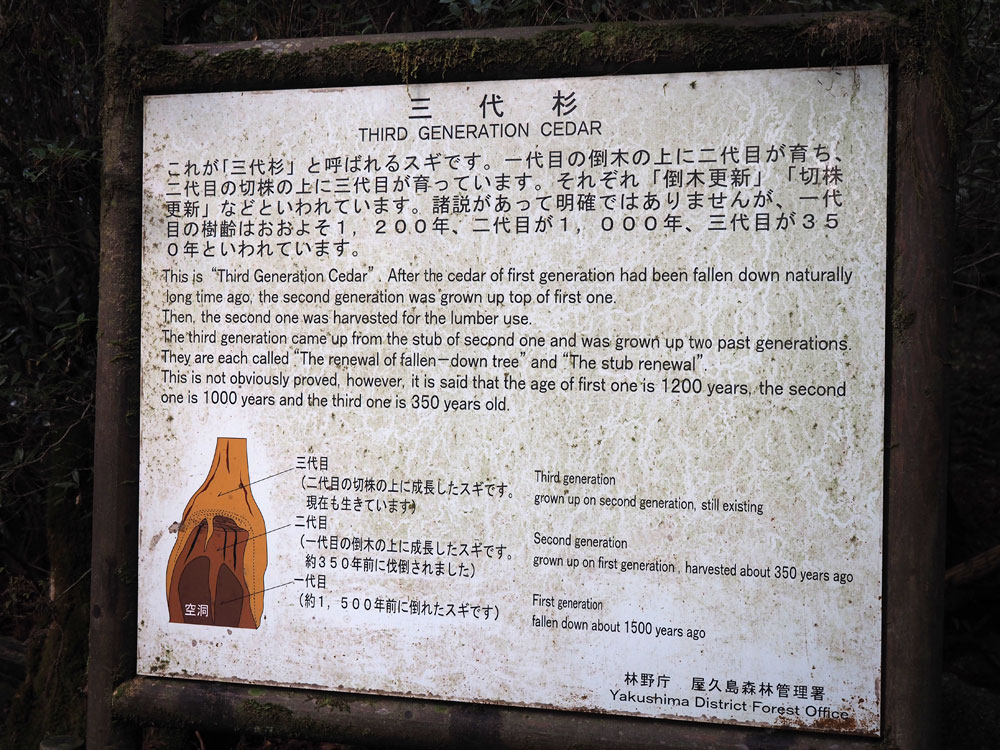 三代杉
THIRD GENERATION CEDAR
これが「三代杉」と呼ばれるスギです。一代目の倒木の上に二代目が育ち、
二代目の切株の上に三代目が育っています。それぞれ「倒木更新」「切株
更新」などといわれています。諸説があって明確ではありませんが、一代
目の樹齢はおおよそ1,200年、二代目が1,000年、三代目が35
0年といわれています。
This is “Third Generation Cedar”. After the cedar of first generation had been fallen down naturally
long time ago, the second generation was grown up top of first one.
Then, the second one was harvested for the lumber use.
The third generation came up from the stub of second one and was grown up two past generations.
They are each called “The renewal of fallen－down tree” and “The stub renewal”.
This is not obviously proved, however, it is said that the age of first one is 1200 years, the second
one is 1000 years and the third one is 350 years old.
三代目
（二代目の切株の上に成長したスギです。
現在も生きています）
Third generation
grown up on second generation, still existing
二代目
（一代目の倒木の上に成長したスギです。
約350年前に伐倒されました）
Second generation
grown up on first generation, harvested about 350 years ago
一代目
（約1,500年前に倒れたスギです）
First generation
fallen down about 1500 years ago
空洞
林野庁 屋久島森林管理署
Yakushima District Forest Office